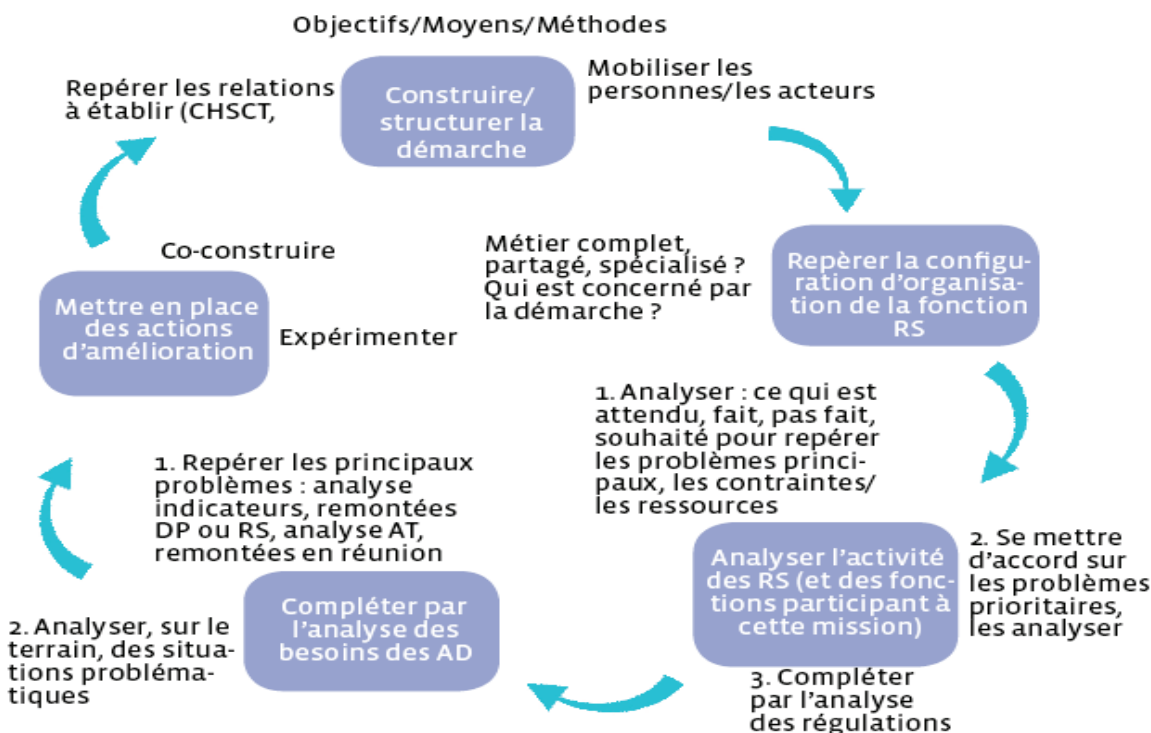 Objectifs/Moyens/Méthodes
Repérer les relations
à établir (CHSCT,
Construire/
structurer la
démarche
Mobiliser les
personnes/les acteurs
Métier complet,
partagé, spécialisé ?
Qui est concerné par
la démarche ?
Repèrer la configu-
ration d'organisa-
tion de la fonction
RS
1. Analyser : ce qui est
attendu, fait, pas fait,
souhaité pour repérer
les problèmes princi-
paux, les contraintes/
les ressources
Analyser l'activité
des RS (et des fonc-
tions participant à
cette mission)
2. Se mettre
d'accord sur
les problèmes
prioritaires,
les analyser
3. Compléter
par l'analyse
des régulations
Compléter par
l'analyse des
besoins des AD
1. Repérer les principaux
problèmes : analyse
indicateurs, remontées
DP ou RS, analyse AT,
remontées en réunion
2. Analyser, sur le
terrain, des situa-
tions probléma-
tiques
Mettre en place
des actions
d'amélioration
Co-construire
Expérimenter